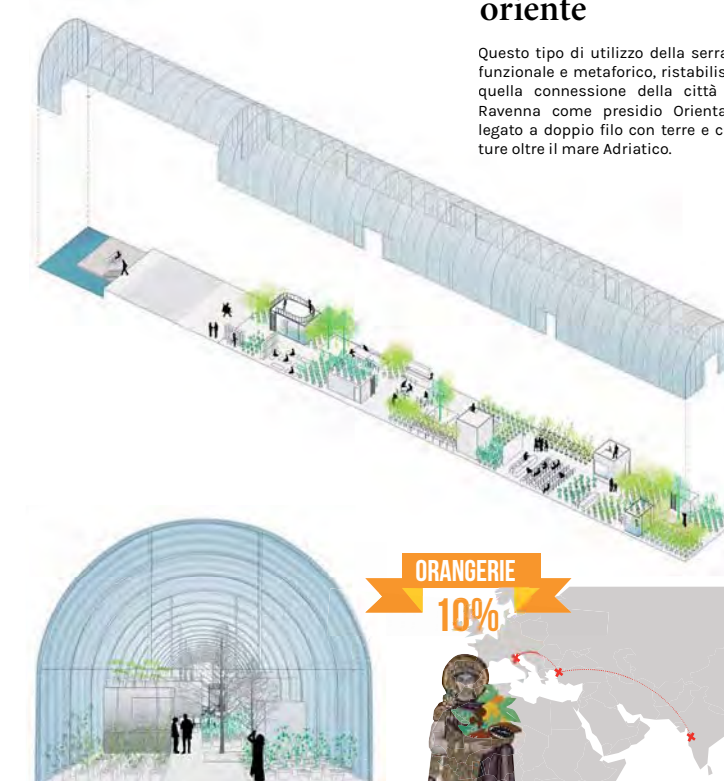 oriente
Questo tipo di utilizzo della serra
funzionale e metaforico, ristabilis
quella connessione della città
Ravenna come presidio Orienta
legato a doppio filo con terre e c
ture oltre il mare Adriatico.
ORANGERIE
10%